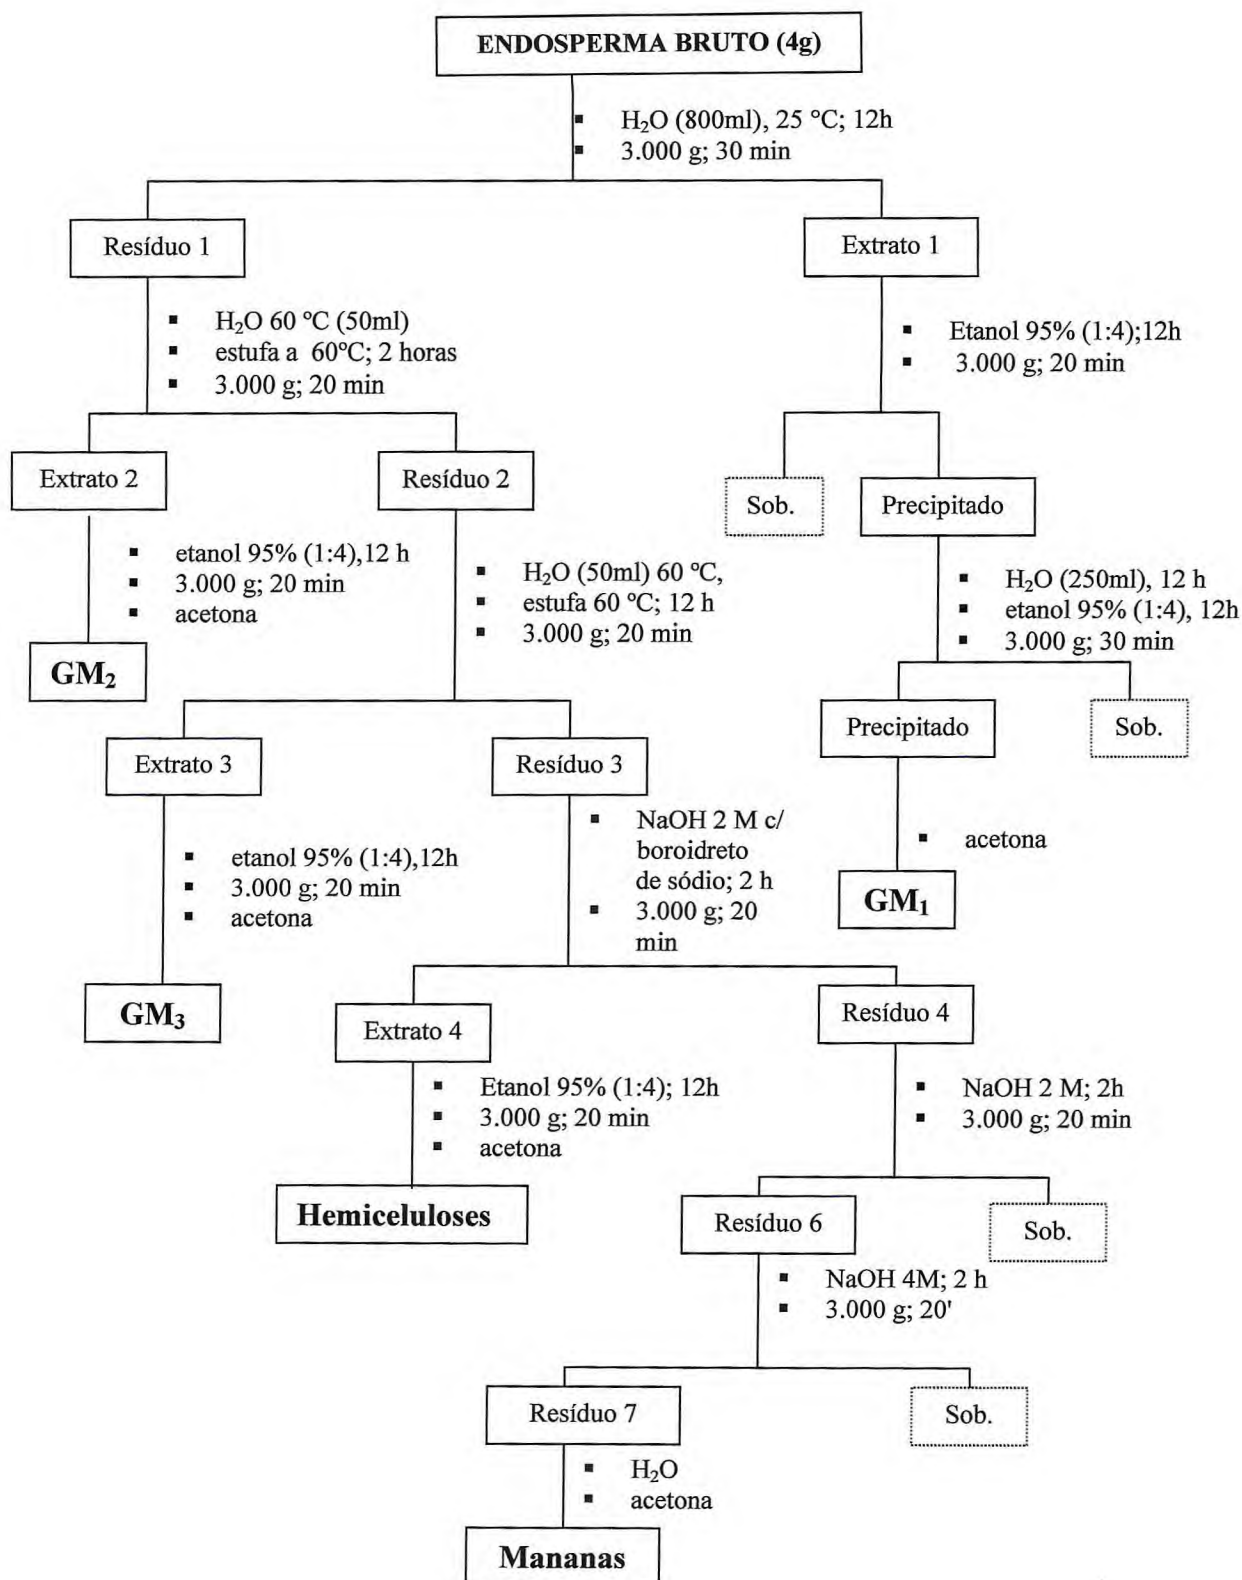 ENDOSPERMA BRUTO (4g)
▪ H₂O (800ml), 25 °C; 12h
▪ 3.000 g; 30 min
Resíduo 1
Extrato 1
▪ H₂O 60 ºC (50ml)
▪ estufa a 60ºC; 2 horas
▪ 3.000 g; 20 min
▪ Etanol 95% (1:4);12h
▪ 3.000 g; 20 min
Extrato 2
Resíduo 2
Sob.
Precipitado
▪ etanol 95% (1:4),12 h
▪ 3.000 g; 20 min
▪ acetona
▪ H₂O (50ml) 60 ºC,
▪ estufa 60 ºC; 12 h
▪ 3.000 g; 20 min
▪ H₂O (250ml), 12 h
▪ etanol 95% (1:4), 12h
▪ 3.000 g; 30 min
GM₂
Precipitado
Sob.
Extrato 3
Resíduo 3
▪ etanol 95% (1:4),12h
▪ 3.000 g; 20 min
▪ acetona
▪ NaOH 2 M c/
boroidreto
de sódio; 2 h
▪ 3.000 g; 20
min
▪ acetona
GM₁
GM₃
Extrato 4
Resíduo 4
▪ Etanol 95% (1:4); 12h
▪ 3.000 g; 20 min
▪ acetona
▪ NaOH 2 M; 2h
▪ 3.000 g; 20 min
Hemiceluloses
Resíduo 6
Sob.
▪ NaOH 4M; 2 h
▪ 3.000 g; 20'
Resíduo 7
Sob.
▪ H₂O
▪ acetona
Mananas